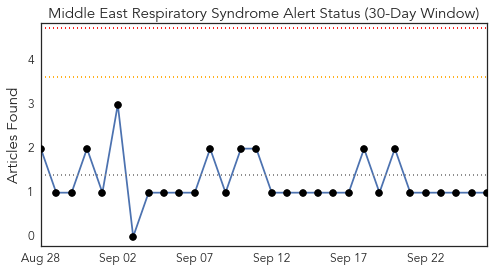 Middle East Respiratory Syndrome Alert Status (30-Day Window)
Articles Found
4
3
2
1
0
Aug 28 Sep 02 Sep 07 Sep 12 Sep 17 Sep 22